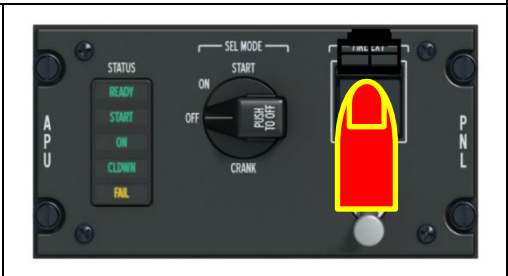 APU
STATUS
READY
START
ON
CLDWN
FAIL
SEL MODE
START
ON
OFF
PUSH
TO OFF
CRANK
FIRE EXT
PNL